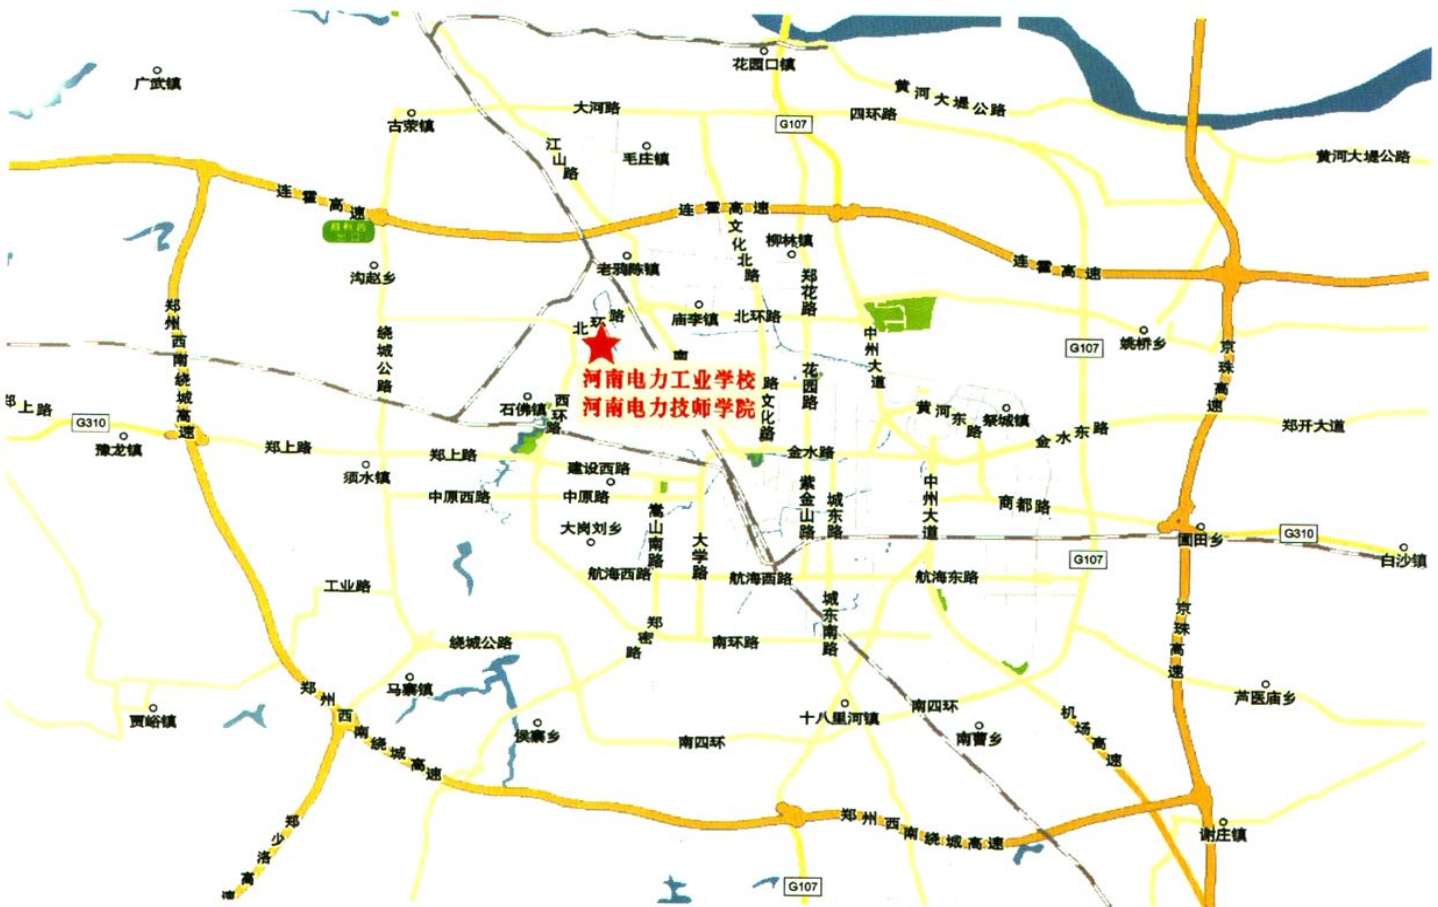 花园口镇
广武镇
黄河大堤公路
大河路
四环路
古荥镇
G107
江山路
毛庄镇
黄河大堤公路
连霍高速
连霍高速
文化北路
柳林镇
连霍高速
沟赵乡
老鸦陈镇
郑花路
郑州西南绕城高速
庙李镇
北环路
北环路
绕城公路
中州大道
G107
姚桥乡
南
京珠高速
河南电力工业学校
河南电力技师学院
花园路
路
文化路
石佛镇
西环路
黄河东路
祭城镇
上路
G310
豫龙镇
郑上路
郑上路
金水路
金水东路
郑开大道
须水镇
建设西路
中原西路
中原路
紫金山路
城东路
中州大道
商都路
大岗刘乡
嵩山南路
大学路
圃田乡
G310
白沙镇
G107
工业路
航海西路
航海西路
航海东路
城东南路
京珠高速
绕城公路
郑密路
南环路
马寨镇
芦医庙乡
贾峪镇
郑州西南绕城高速
侯寨乡
南四环
十八里河镇
南四环
南曹乡
机场高速
郑少洛高速
郑州西南绕城高速
谢庄镇
G107